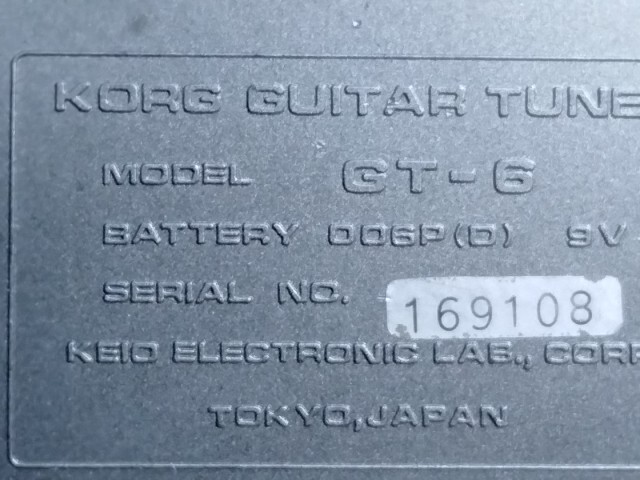 KORG GUITAR TUNE
MODEL GT-6
BATTERY 006P(D) 9V
SERIAL NO. 169108
KEIO ELECTRONIC LAB., CORP
TOKYO, JAPAN